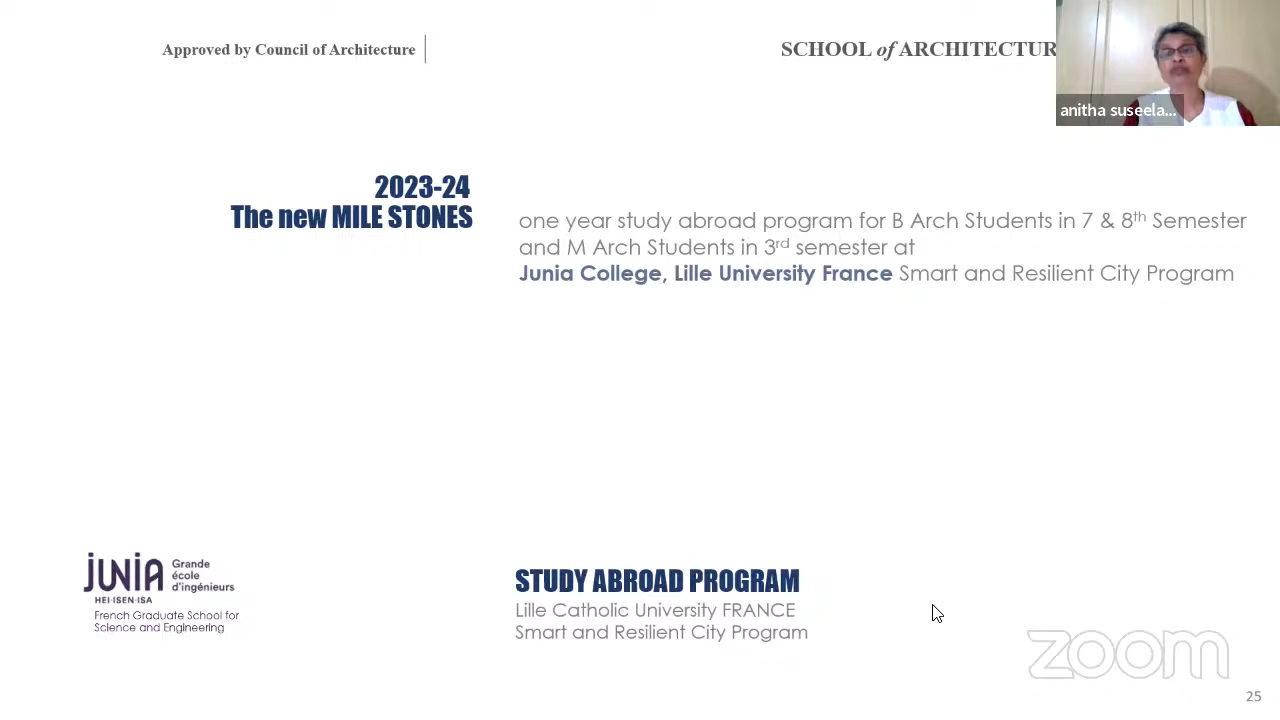 Approved by Council of Architecture
SCHOOL of ARCHITECTUR
anitha suseela...
2023-24
The new MILE STONES
one year study abroad program for B Arch Students in 7 & 8th Semester
and M Arch Students in 3rd semester at
Junia College, Lille University France Smart and Resilient City Program
JUNIA Grande
école
d'ingénieurs
HEI·ISEN·ISA
French Graduate School for
Science and Engineering
STUDY ABROAD PROGRAM
Lille Catholic University FRANCE
Smart and Resilient City Program
zoom
25